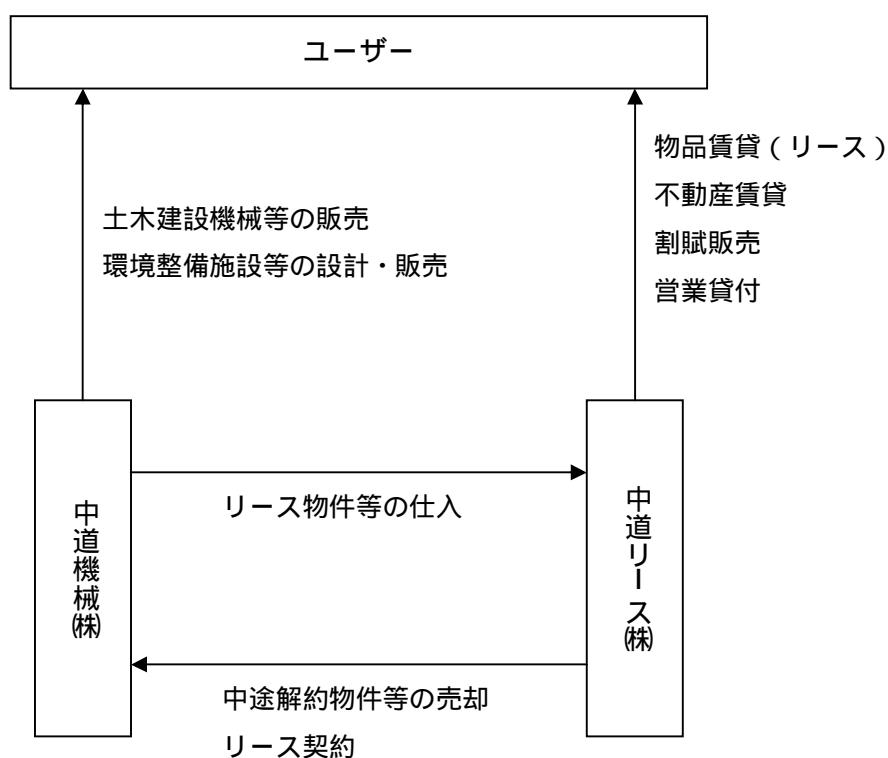 ユーザー
物品賃貸（リース）
不動産賃貸
割賦販売
営業貸付
土木建設機械等の販売
環境整備施設等の設計・販売
中道機械㈱
リース物件等の仕入
中道リース㈱
中途解約物件等の売却
リース契約